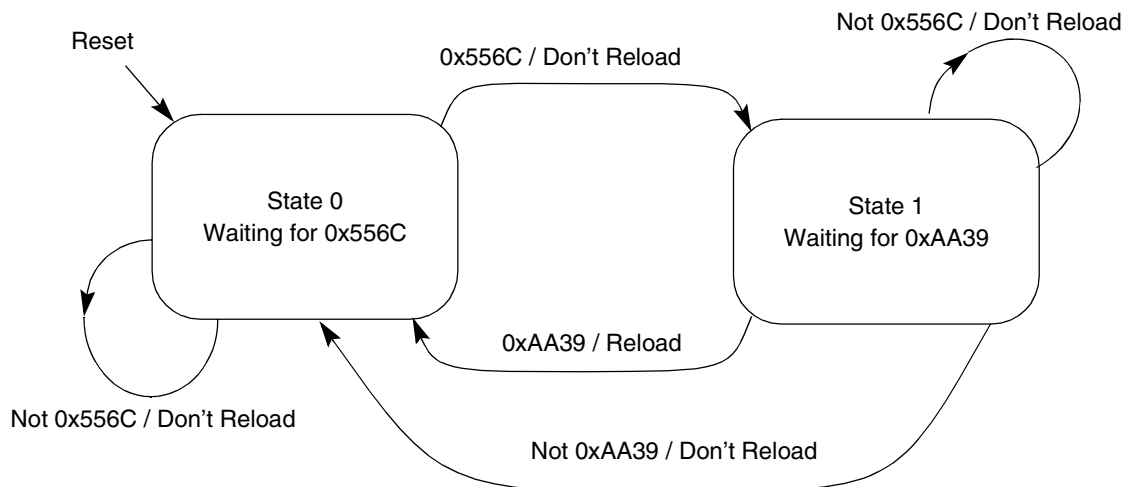 Reset
0x556C / Don't Reload
Not 0x556C / Don't Reload
State 0
Waiting for 0x556C
State 1
Waiting for 0xAA39
0xAA39 / Reload
Not 0x556C / Don't Reload
Not 0xAA39 / Don't Reload